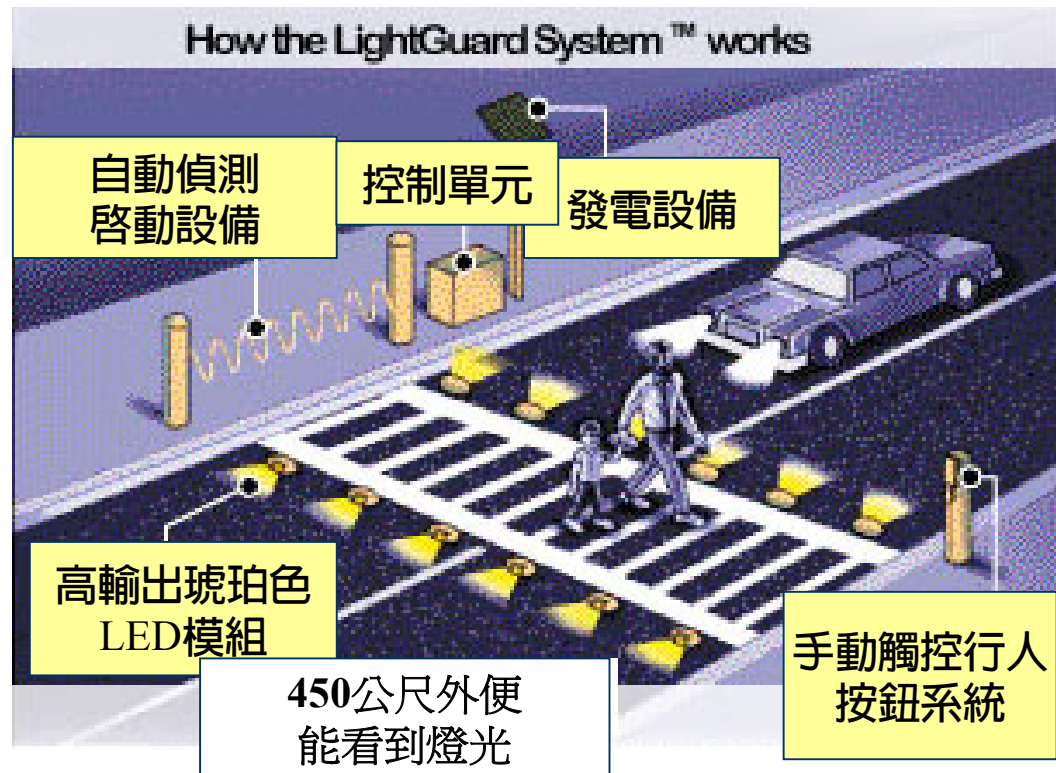 How the LightGuard System™ works
自動偵測
啓動設備
控制單元
發電設備
高輸出琥珀色
LED模組
450公尺外便
能看到燈光
手動觸控行人
按鈕系統